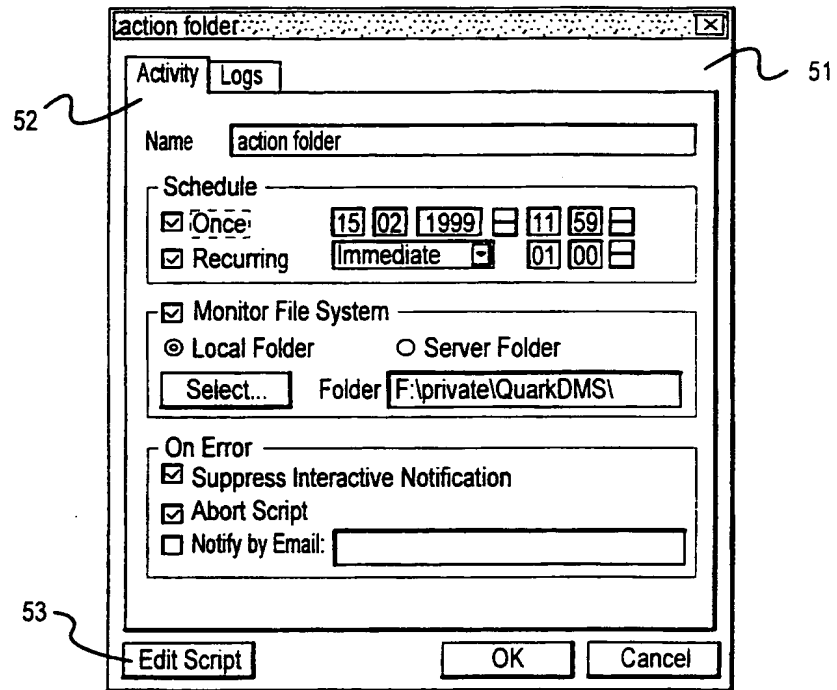 action folder
51
Activity Logs
52
Name action folder
Schedule
Once 15 02 1999 11 59
Recurring Immediate 01 00
Monitor File System
Local Folder Server Folder
Select... Folder F:\private\QuarkDMS\
On Error
Suppress Interactive Notification
Abort Script
Notify by Email:
53
Edit Script OK Cancel